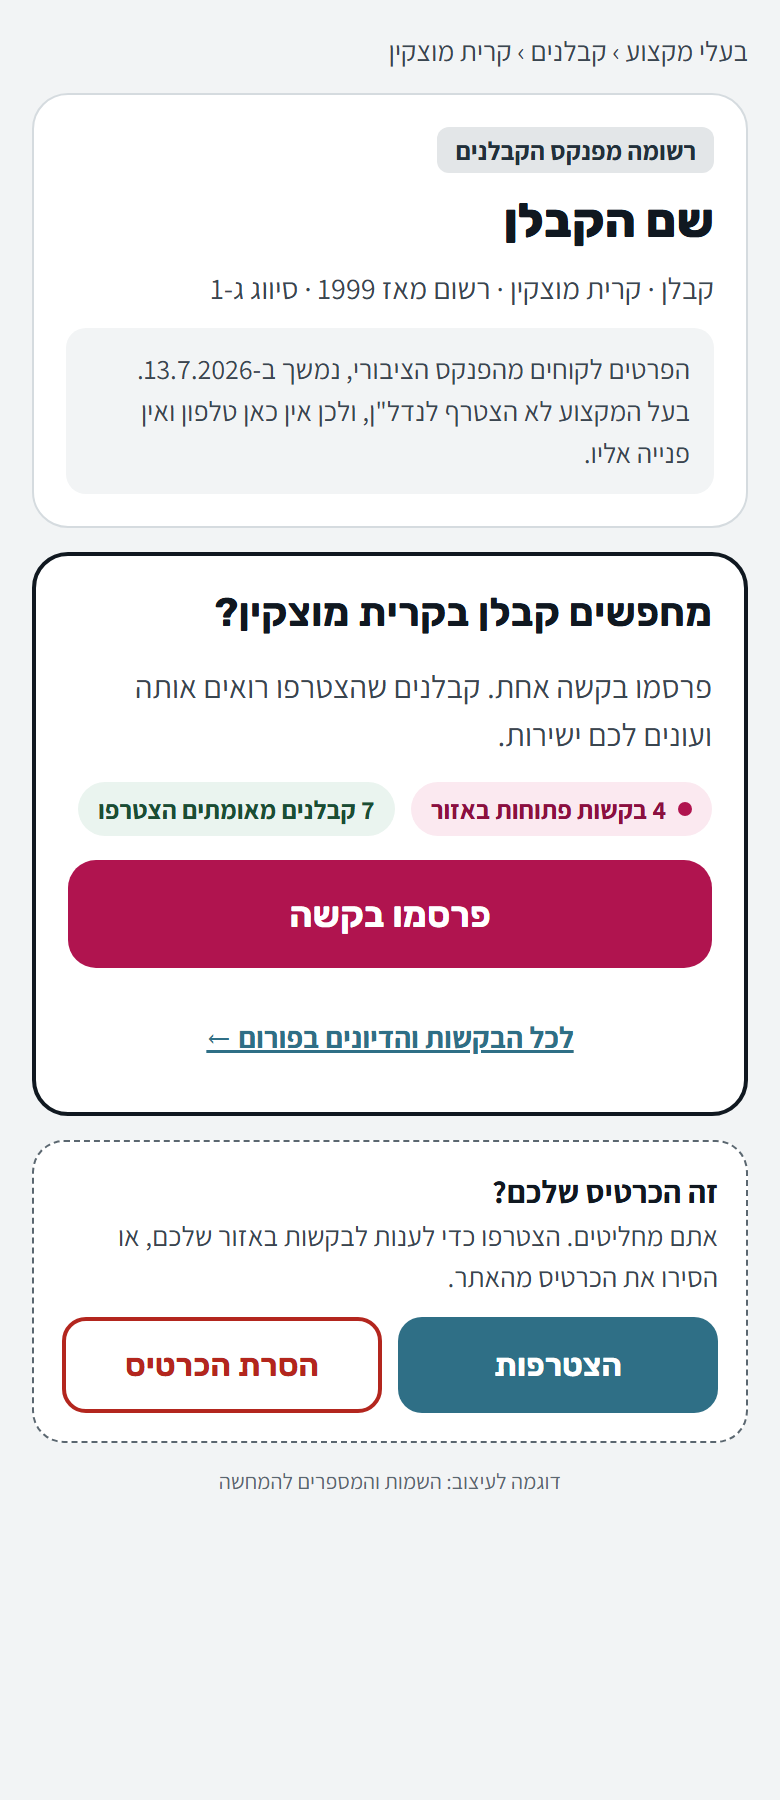 בעלי מקצוע › קבלנים › קרית מוצקין
רשומה מפנקס הקבלנים
שם הקבלן
קבלן · קרית מוצקין · רשום מאז 1999 · סיווג ג-1
הפרטים לקוחים מהפנקס הציבורי, נמשך ב-13.7.2026.
בעל המקצוע לא הצטרף לנדל"ן, ולכן אין כאן טלפון ואין
פנייה אליו.
מחפשים קבלן בקרית מוצקין?
פרסמו בקשה אחת. קבלנים שהצטרפו רואים אותה
ועונים לכם ישירות.
4 בקשות פתוחות באזור
7 קבלנים מאומתים הצטרפו
פרסמו בקשה
לכל הבקשות והדיונים בפורום ←
זה הכרטיס שלכם?
אתם מחליטים. הצטרפו כדי לענות לבקשות באזור שלכם, או
הסירו את הכרטיס מהאתר.
הצטרפות
הסרת הכרטיס
דוגמה לעיצוב: השמות והמספרים להמחשה